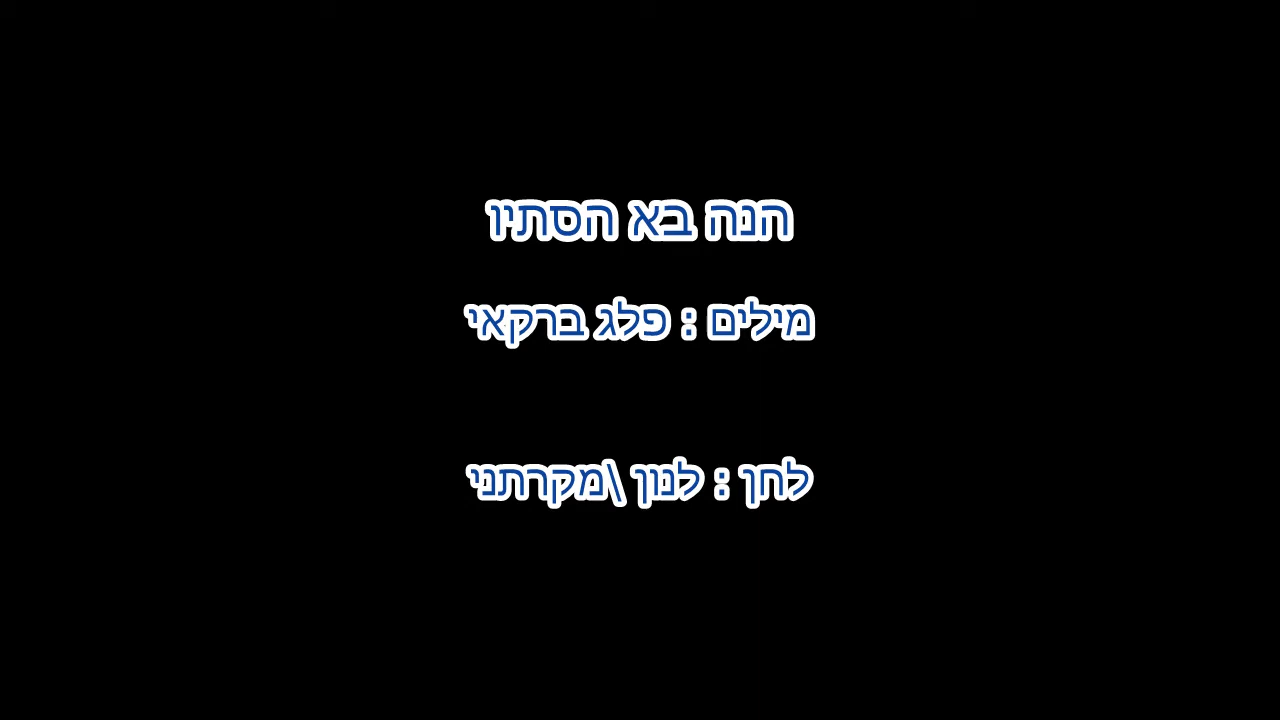 הנה בא הסתיו
מילים : פלג ברקאי
לחן : לנון \מקרתני